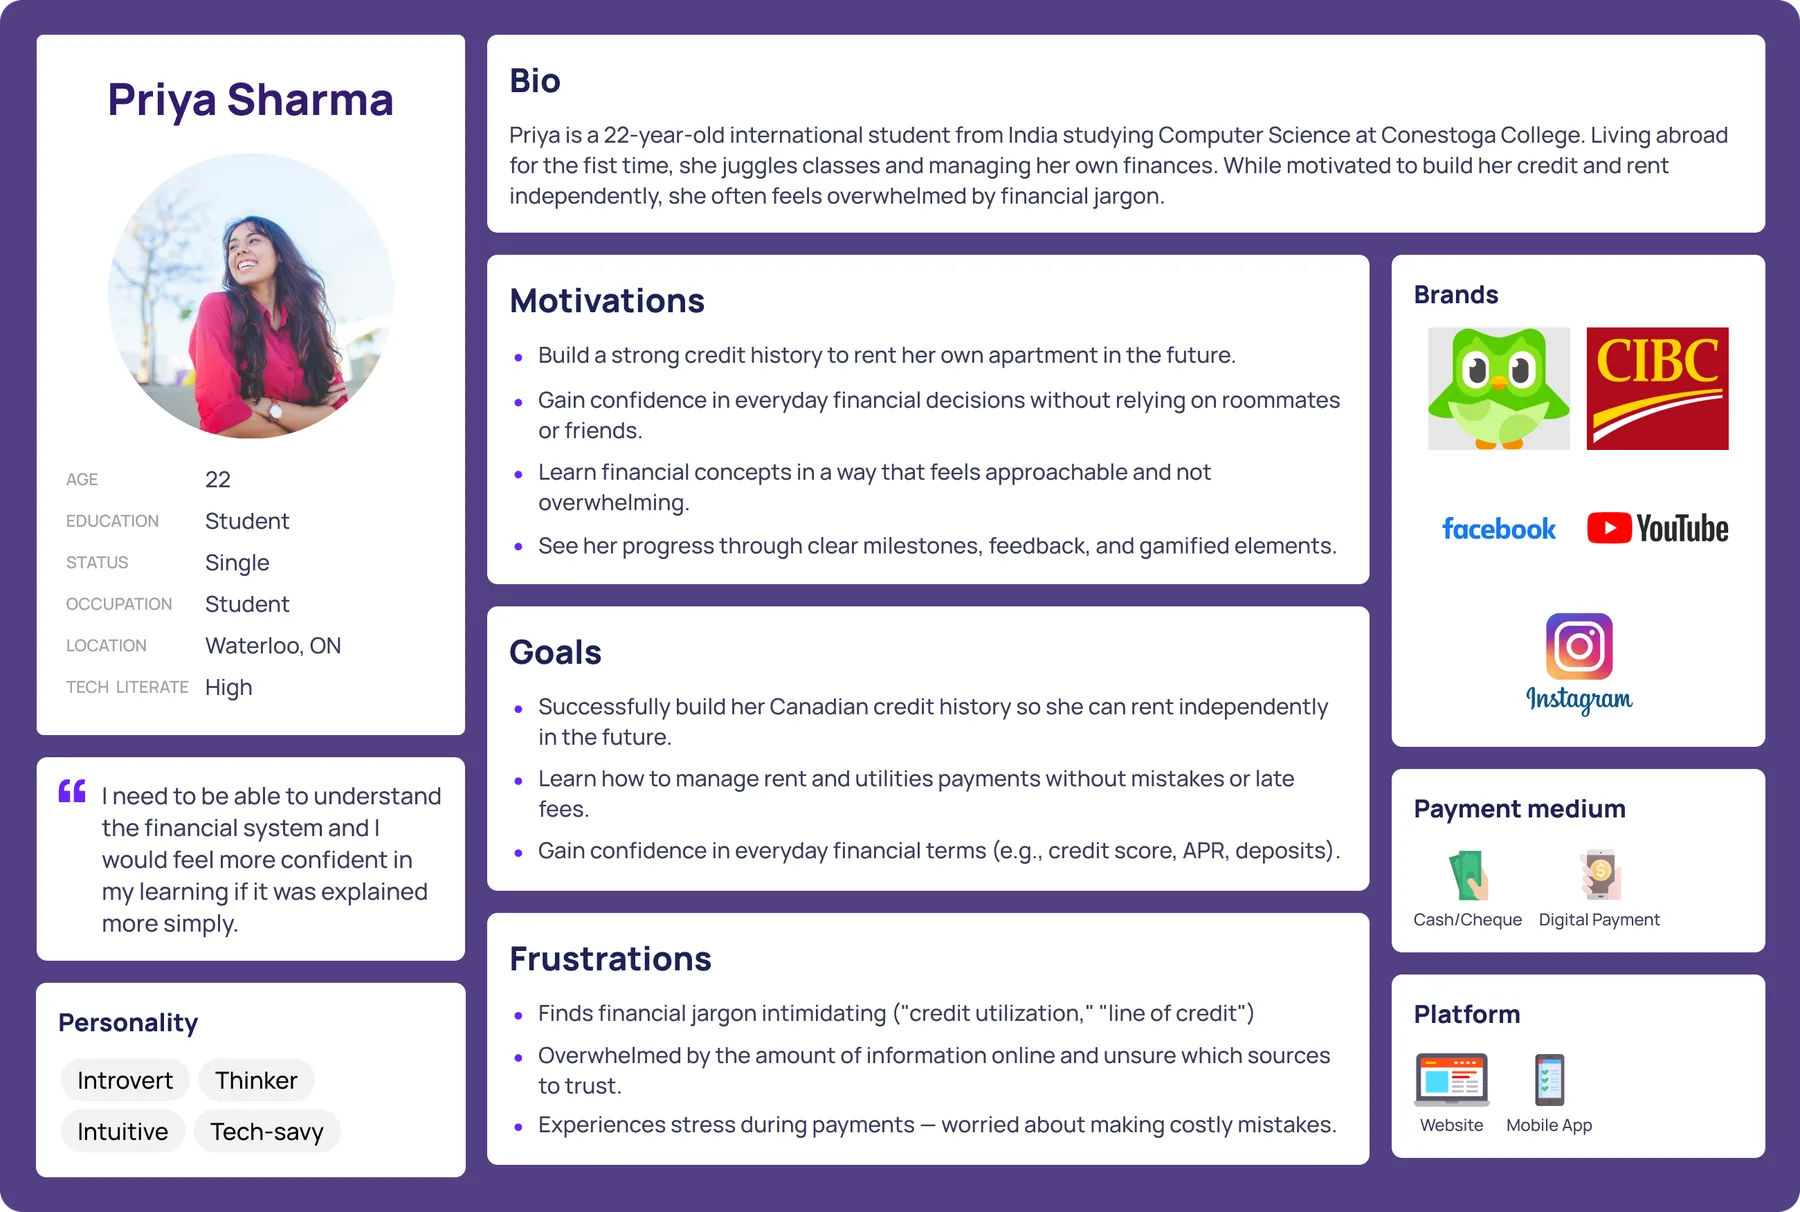 Priya Sharma
AGE 22
EDUCATION Student
STATUS Single
OCCUPATION Student
LOCATION Waterloo, ON
TECH LITERATE High
I need to be able to understand
the financial system and I
would feel more confident in
my learning if it was explained
more simply.
Personality
Introvert Thinker
Intuitive Tech-savy
Bio
Priya is a 22-year-old international student from India studying Computer Science at Conestoga College. Living abroad
for the fist time, she juggles classes and managing her own finances. While motivated to build her credit and rent
independently, she often feels overwhelmed by financial jargon.
Motivations
• Build a strong credit history to rent her own apartment in the future.
• Gain confidence in everyday financial decisions without relying on roommates
or friends.
• Learn financial concepts in a way that feels approachable and not
overwhelming.
• See her progress through clear milestones, feedback, and gamified elements.
Goals
• Successfully build her Canadian credit history so she can rent independently
in the future.
• Learn how to manage rent and utilities payments without mistakes or late
fees.
• Gain confidence in everyday financial terms (e.g., credit score, APR, deposits).
Frustrations
• Finds financial jargon intimidating ("credit utilization," "line of credit")
• Overwhelmed by the amount of information online and unsure which sources
to trust.
• Experiences stress during payments — worried about making costly mistakes.
Brands
CIBC
facebook YouTube
Instagram
Payment medium
$
Cash/Cheque Digital Payment
Platform
Website Mobile App